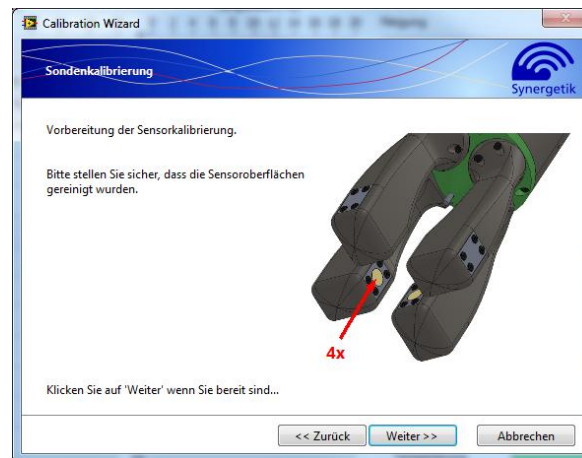 Calibration Wizard
Sondenkalibrierung
Synergetik
Vorbereitung der Sensorkalibrierung.
Bitte stellen Sie sicher, dass die Sensoroberflächen
gereinigt wurden.
4x
Klicken Sie auf 'Weiter' wenn Sie bereit sind...
<< Zurück
Weiter >>
Abbrechen